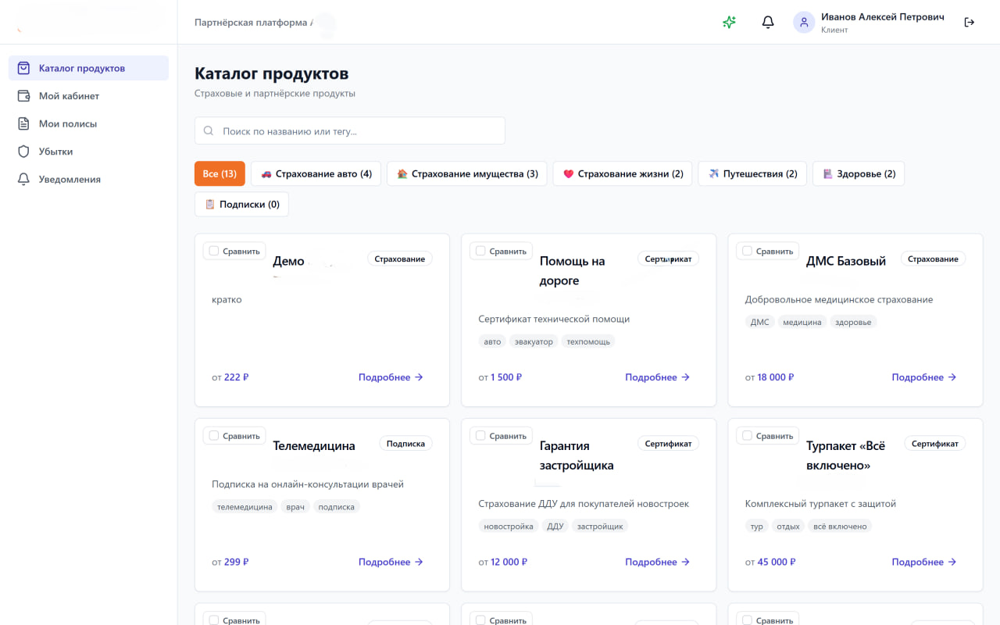 Партнёрская платформа
Иванов Алексей Петрович
Клиент
Каталог продуктов
Мой кабинет
Мои полисы
Убытки
Уведомления
Каталог продуктов
Страховые и партнёрские продукты
Поиск по названию или тегу...
Все (13)
Страхование авто (4)
Страхование имущества (3)
Страхование жизни (2)
Путешествия (2)
Здоровье (2)
Подписки (0)
Сравнить
Демо
Страхование
кратко
от 222 ₽
Подробнее →
Сравнить
Помощь на
дороге
Сертификат
Сертификат технической помощи
авто эвакуатор техпомощь
от 1 500 ₽
Подробнее →
Сравнить
ДМС Базовый
Страхование
Добровольное медицинское страхование
ДМС медицина здоровье
от 18 000 ₽
Подробнее →
Сравнить
Телемедицина
Подписка
Подписка на онлайн-консультации врачей
телемедицина врач подписка
от 299 ₽
Подробнее →
Сравнить
Гарантия
застройщика
Сертификат
Страхование ДДУ для покупателей новостроек
новостройка ДДУ застройщик
от 12 000 ₽
Подробнее →
Сравнить
Турпакет «Всё
включено»
Сертификат
Комплексный турпакет с защитой
тур отдых всё включено
от 45 000 ₽
Подробнее →
Сравнить
Сравнить
Сравнить